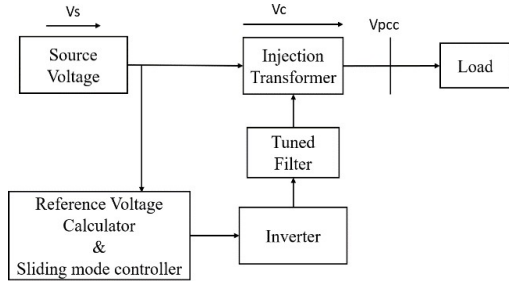 Vs
Vc
Vpcc
Source
Voltage
Injection
Transformer
Load
Tuned
Filter
Reference Voltage
Calculator
&
Sliding mode controller
Inverter